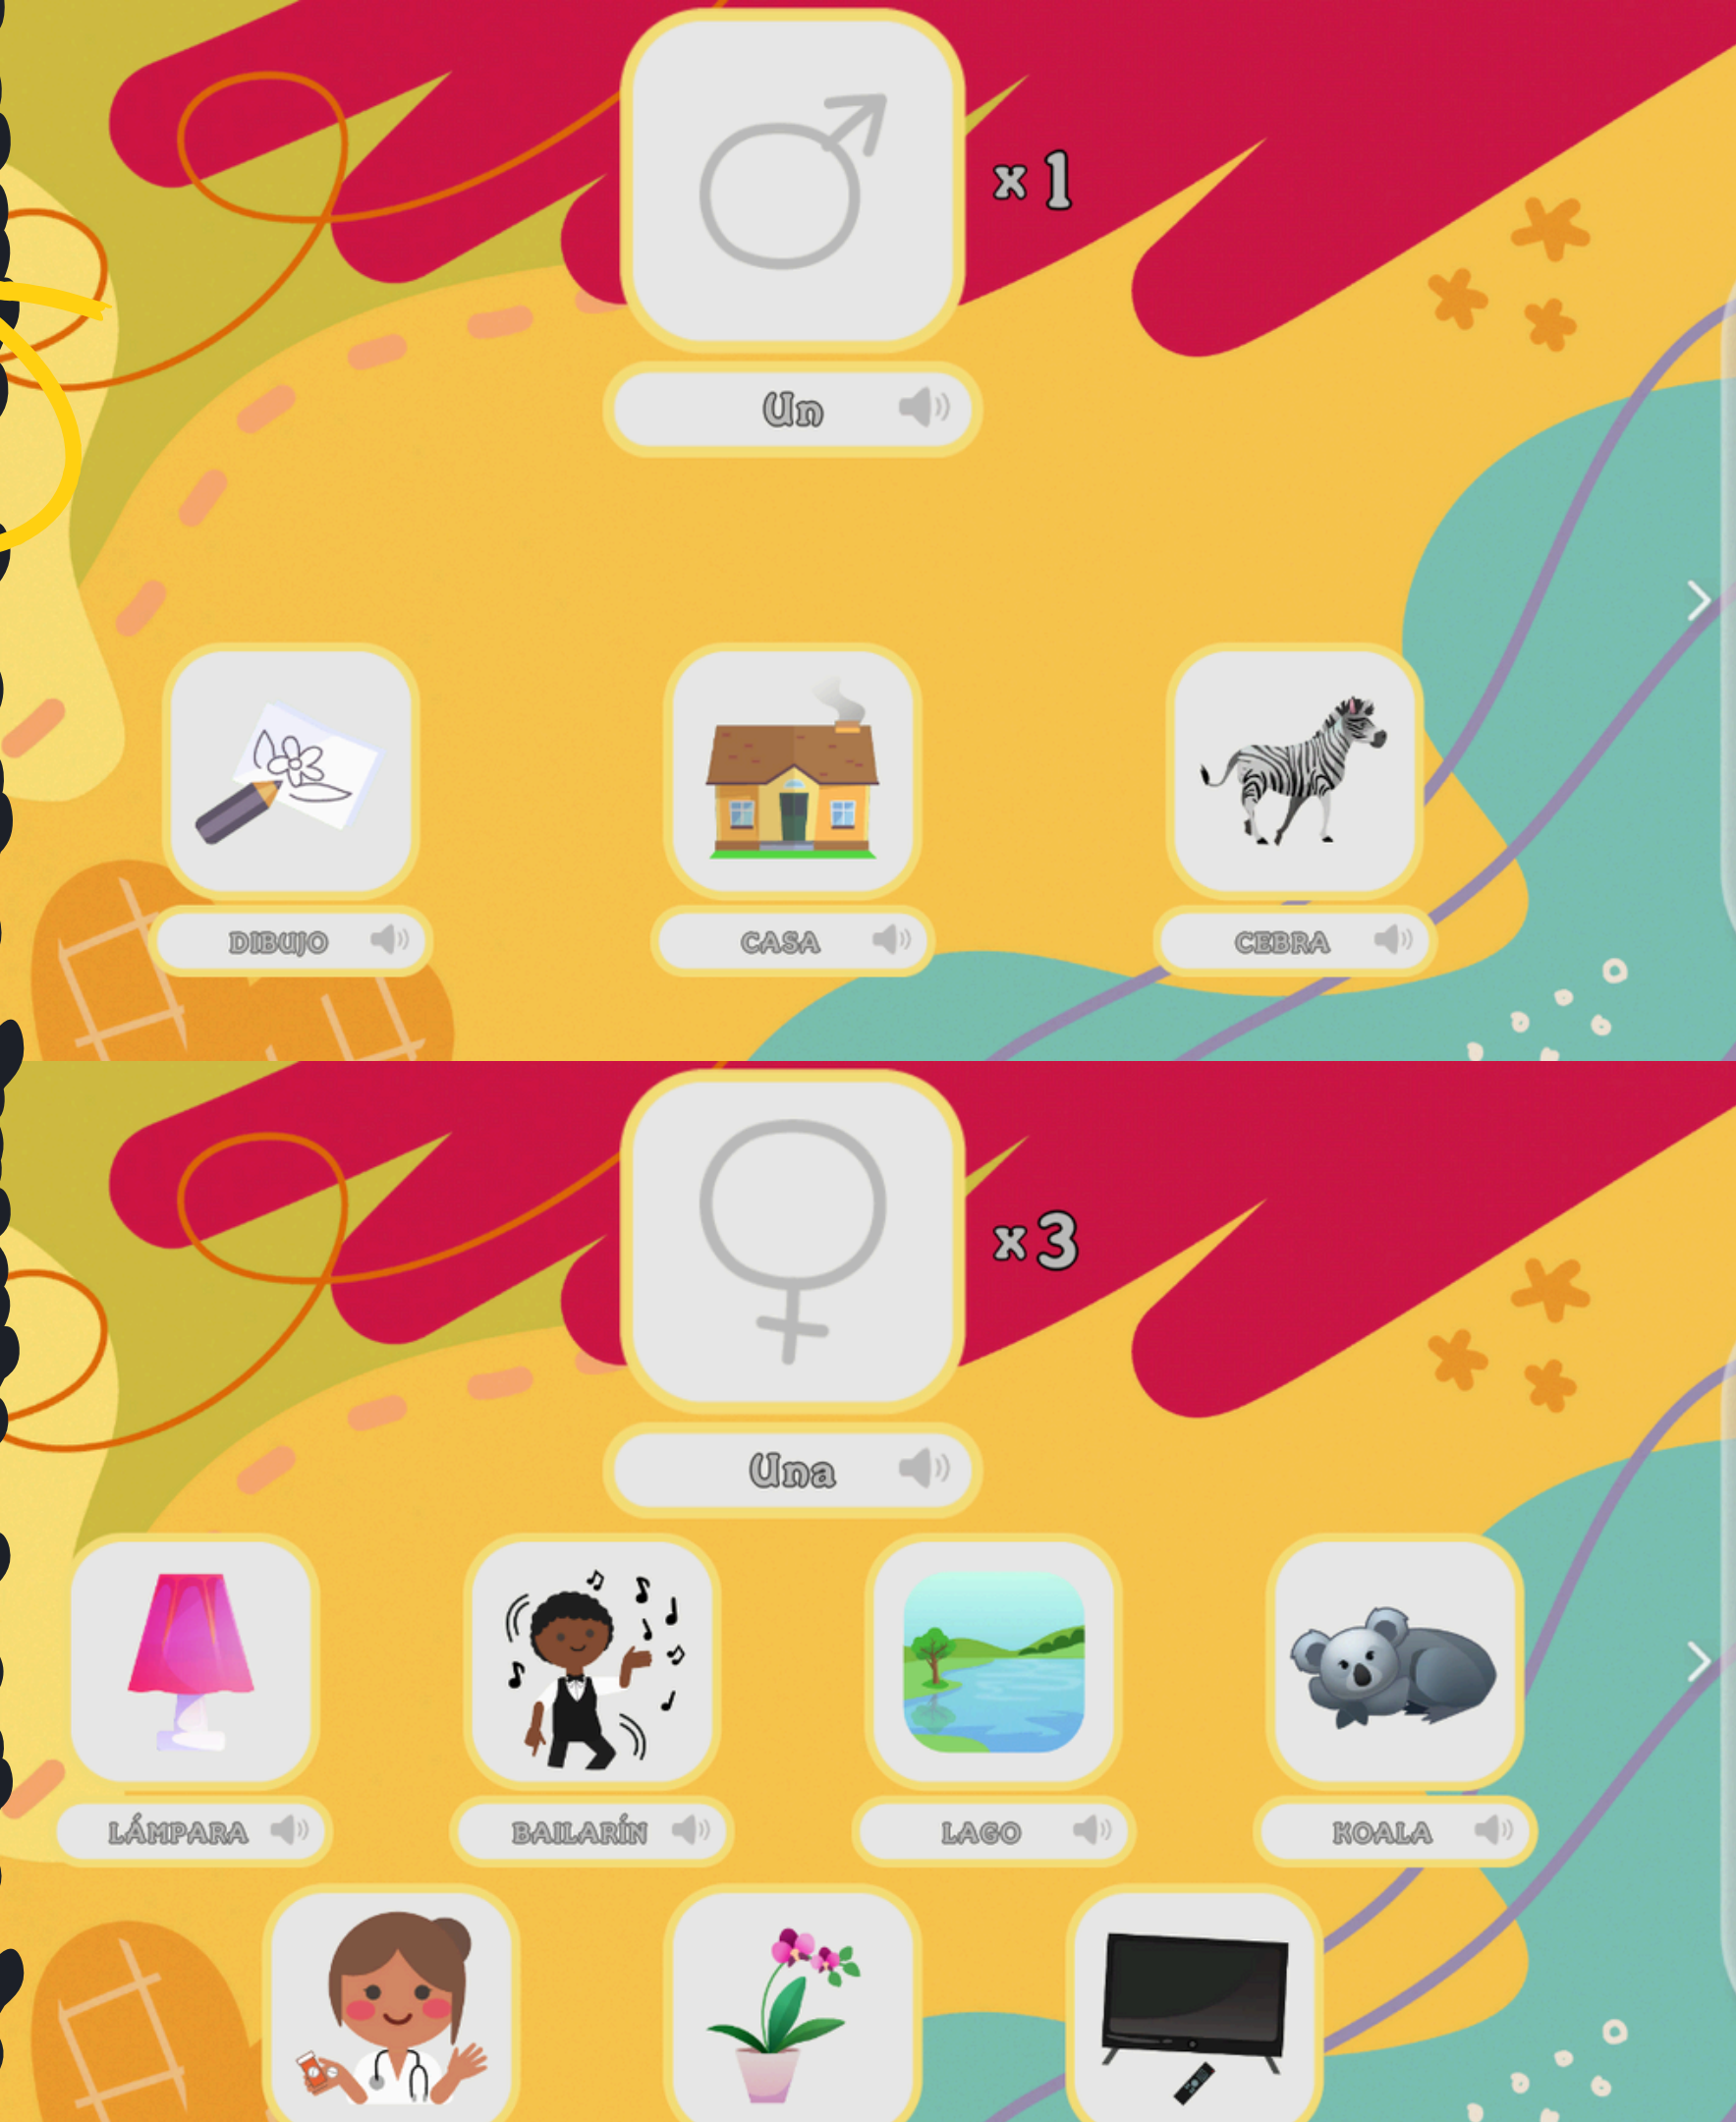 x 1
Un
DIBUJO
CASA
CEBRA
x 3
Una
LÁMPARA
BAILARÍN
LAGO
KOALA